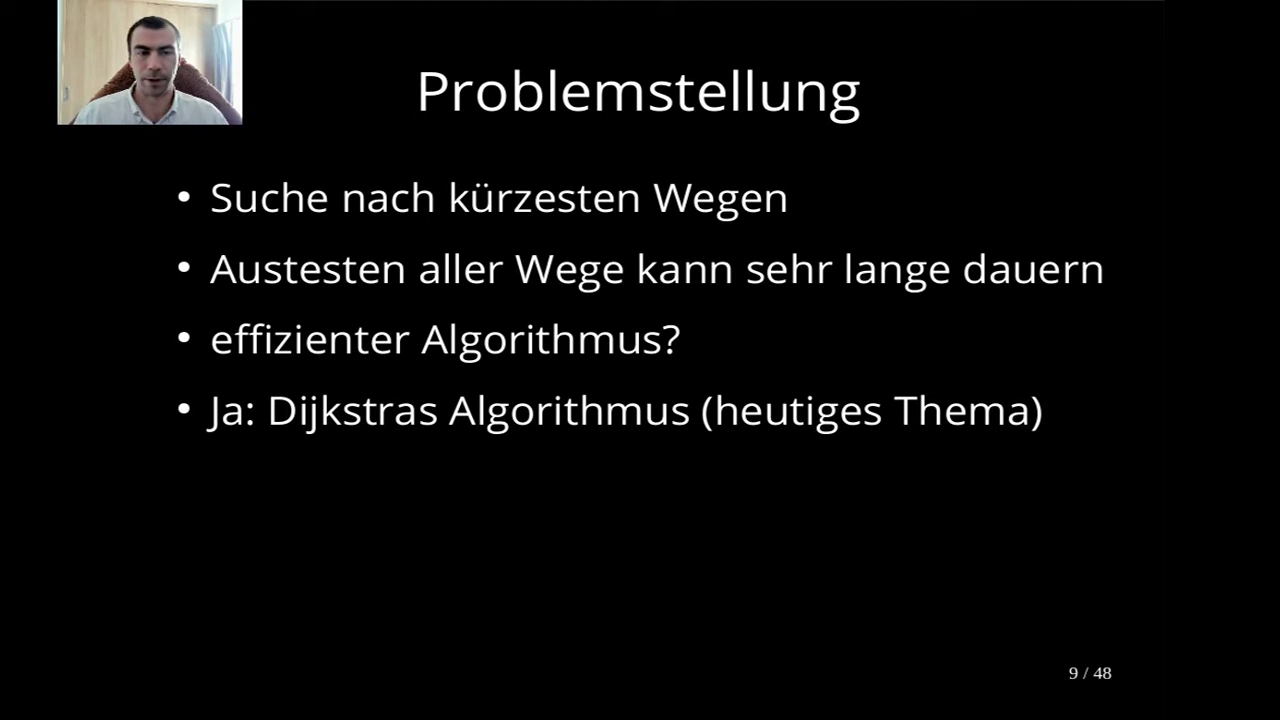 Problemstellung
• Suche nach kürzesten Wegen
• Austesten aller Wege kann sehr lange dauern
• effizienter Algorithmus?
• Ja: Dijkstras Algorithmus (heutiges Thema)
9 / 48